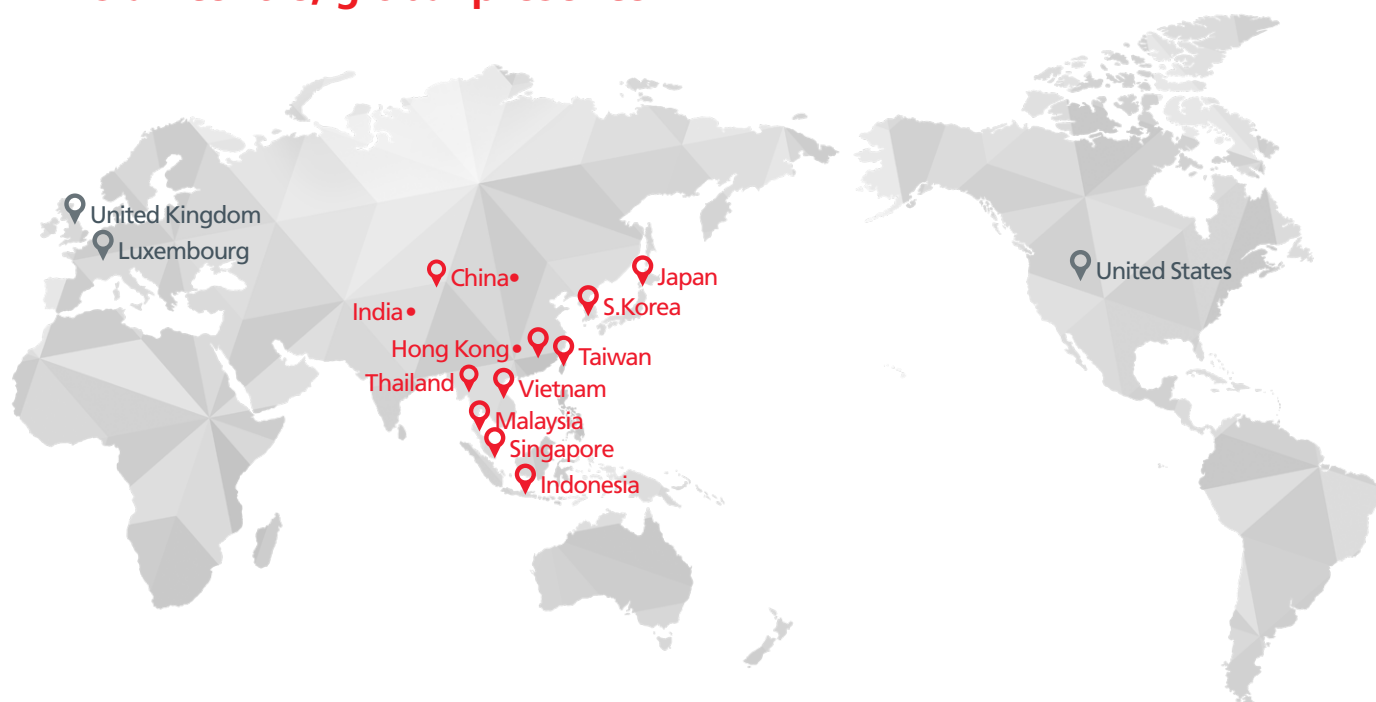 United Kingdom
Luxembourg
China
Japan
United States
India
S.Korea
Hong Kong
Taiwan
Thailand
Vietnam
Malaysia
Singapore
Indonesia